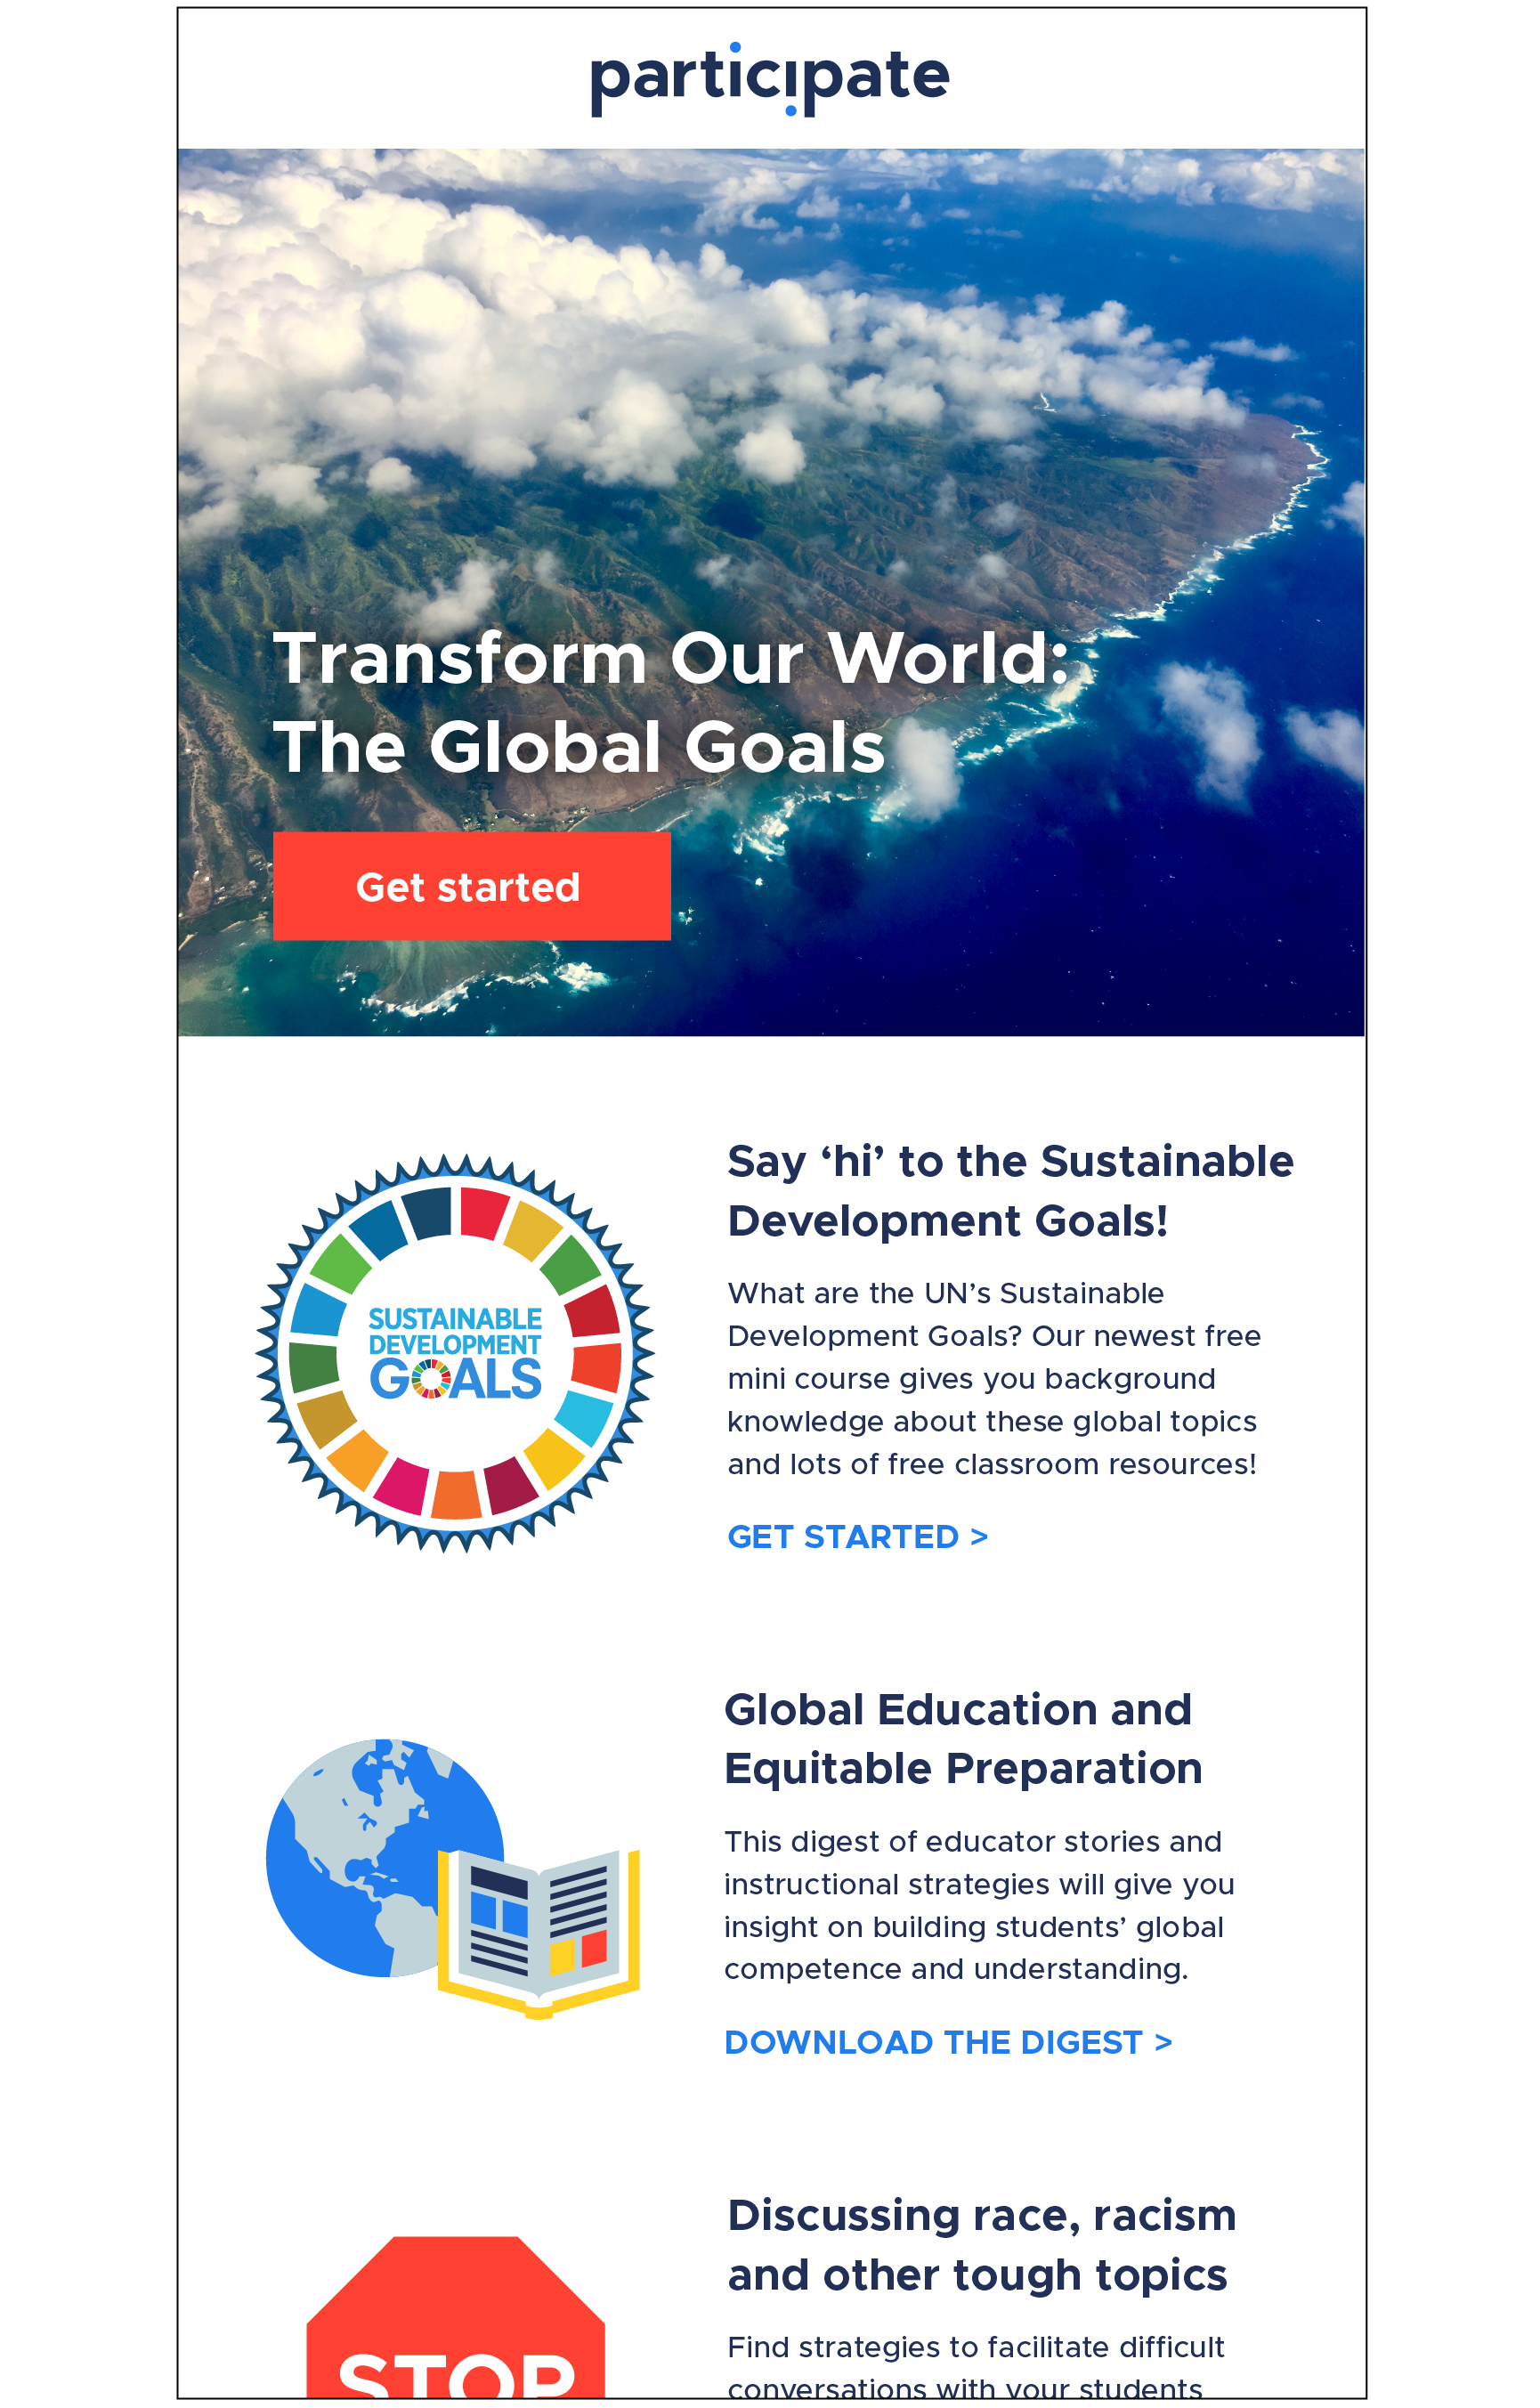 participate
Transform Our World:
The Global Goals
Get started
SUSTAINABLE
DEVELOPMENT
GOALS
Say ‘hi’ to the Sustainable
Development Goals!
What are the UN’s Sustainable
Development Goals? Our newest free
mini course gives you background
knowledge about these global topics
and lots of free classroom resources!
GET STARTED >
Global Education and
Equitable Preparation
This digest of educator stories and
instructional strategies will give you
insight on building students’ global
competence and understanding.
DOWNLOAD THE DIGEST >
STOP
Discussing race, racism
and other tough topics
Find strategies to facilitate difficult
conversations with your students